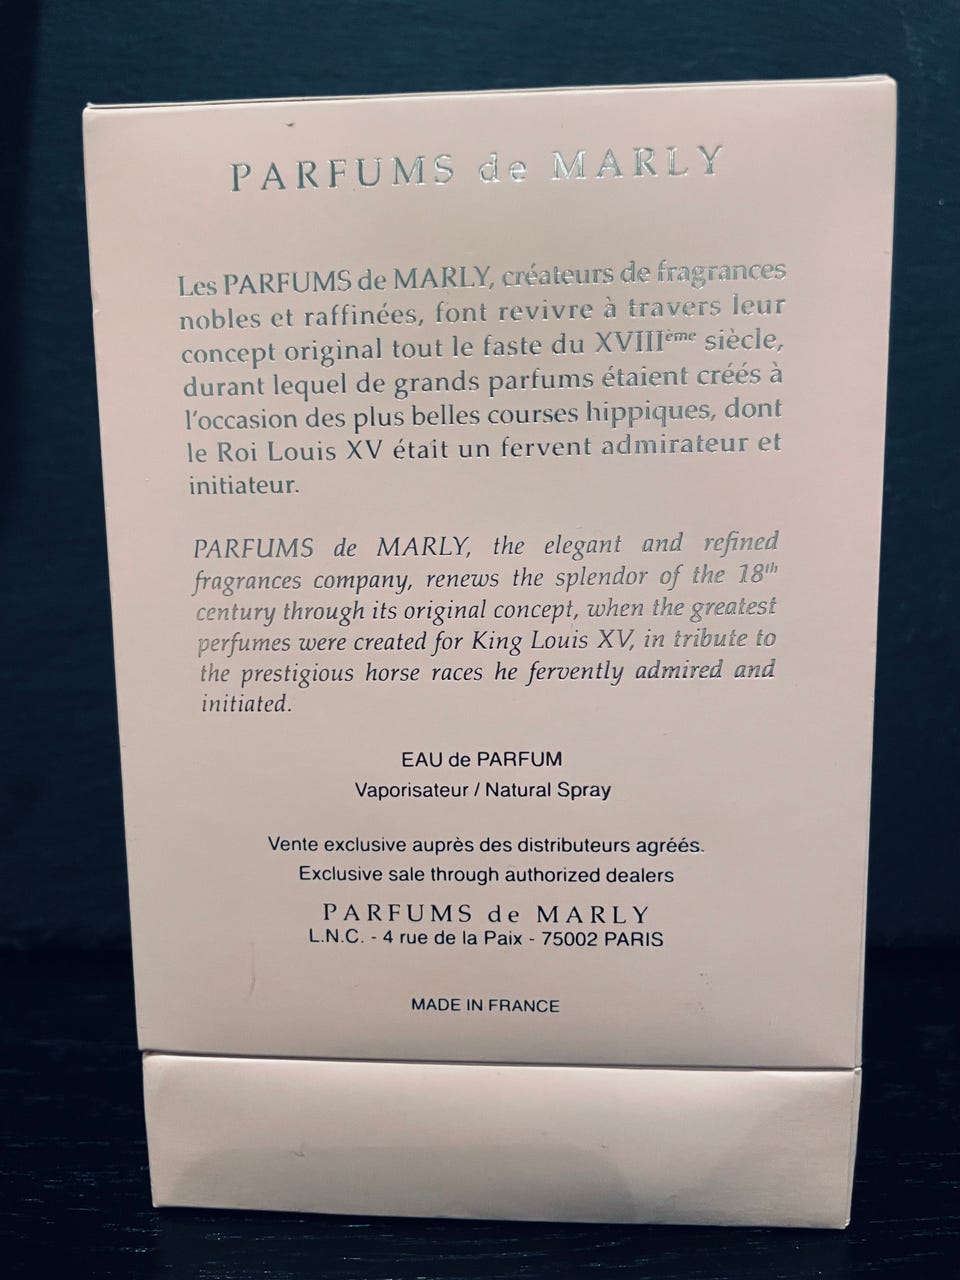 PARFUMS de MARLY
Les PARFUMS de MARLY, créateurs de fragrances
nobles et raffinées, font revivre à travers leur
concept original tout le faste du XVIIIème siècle,
durant lequel de grands parfums étaient créés à
l'occasion des plus belles courses hippiques, dont
le Roi Louis XV était un fervent admirateur et
initiateur.
PARFUMS de MARLY, the elegant and refined
fragrances company, renews the splendor of the 18th
century through its original concept, when the greatest
perfumes were created for King Louis XV, in tribute to
the prestigious horse races he fervently admired and
initiated.
EAU de PARFUM
Vaporisateur / Natural Spray
Vente exclusive auprès des distributeurs agréés.
Exclusive sale through authorized dealers
PARFUMS de MARLY
L.N.C. - 4 rue de la Paix - 75002 PARIS
MADE IN FRANCE